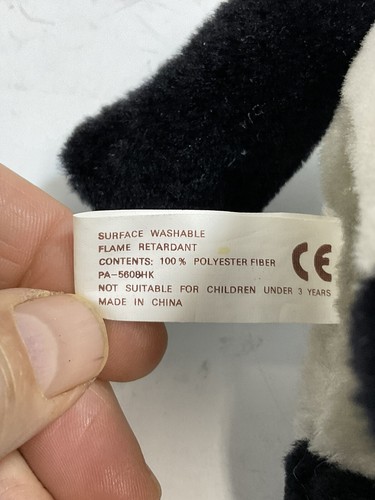 SURFACE WASHABLE
FLAME RETARDANT
CONTENTS: 100% POLYESTER FIBER
PA-5608HK
NOT SUITABLE FOR CHILDREN UNDER 3 YEARS
MADE IN CHINA
CE